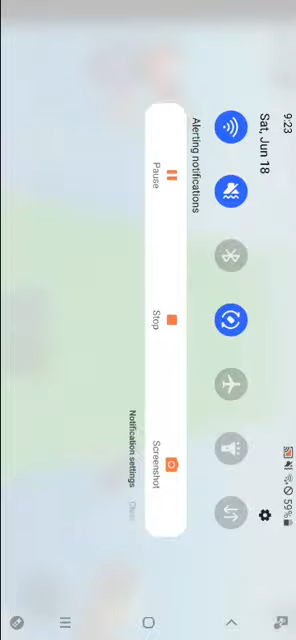 9:23
59%
Sat, Jun 18
Alerting notifications
Pause
Stop
Screenshot
Notification settings
Clear